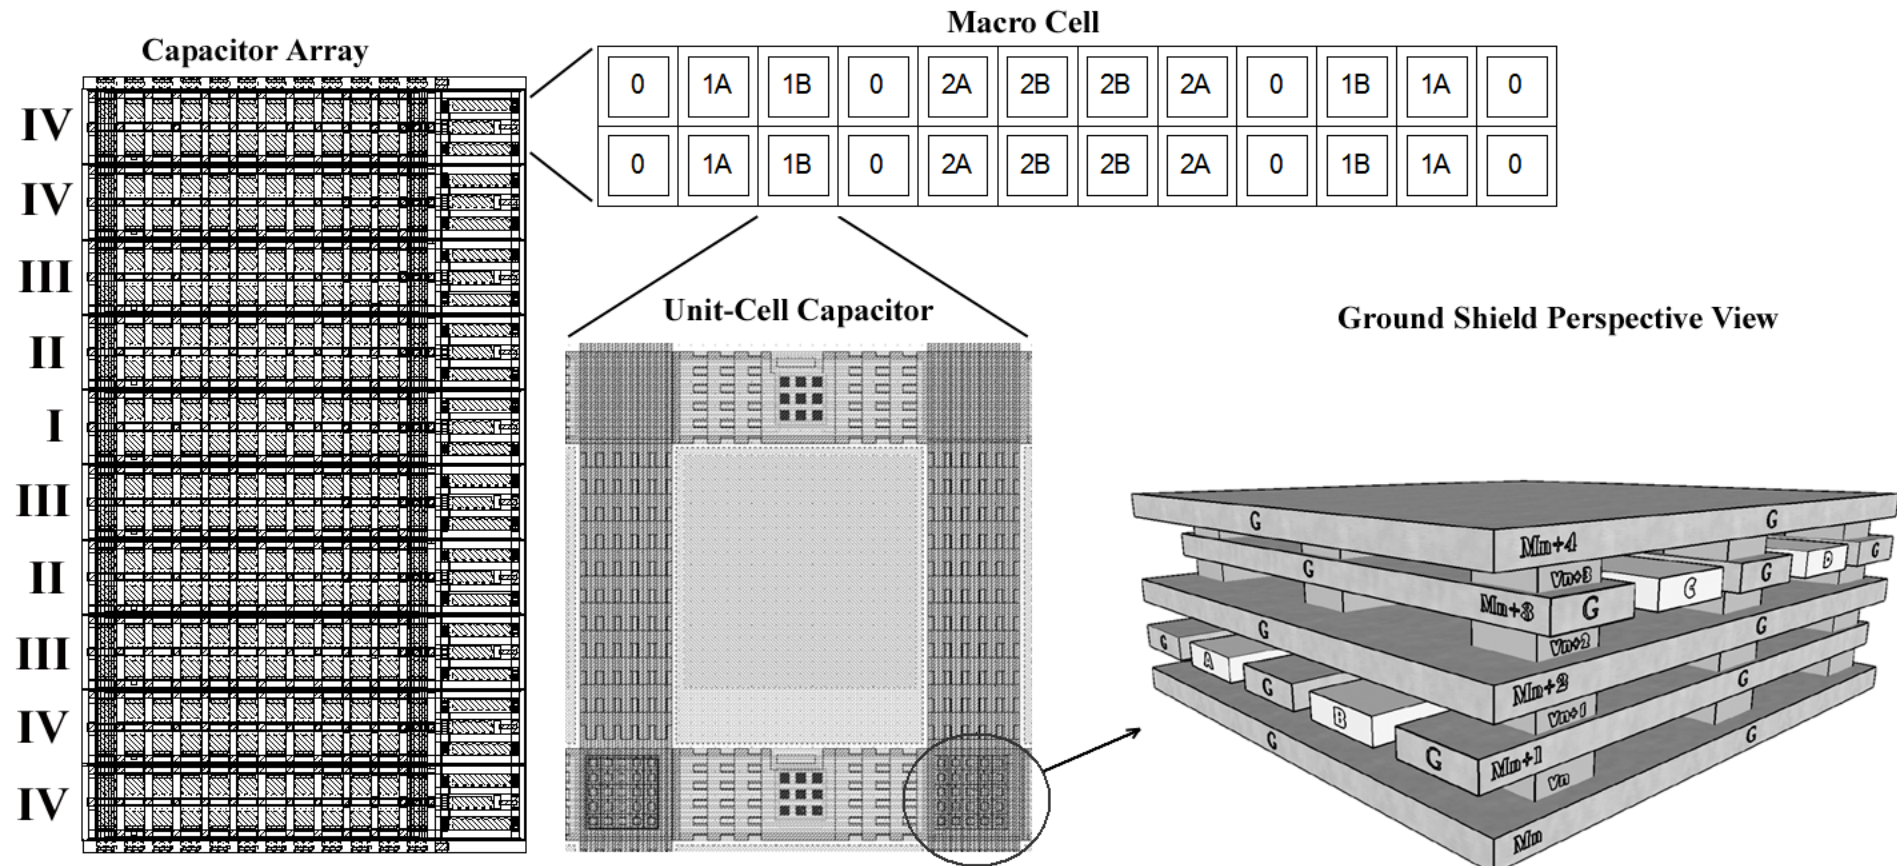 Capacitor Array
IV
IV
III
II
I
III
II
III
IV
IV
Macro Cell
0 1A 1B 0 2A 2B 2B 2A 0 1B 1A 0
0 1A 1B 0 2A 2B 2B 2A 0 1B 1A 0
Unit-Cell Capacitor
Ground Shield Perspective View
G G
Mn+4
G Vn+3 C G D G
Mn+3 G
Vn+2
G G
Mn+2
G A G B G
Vn+1
G Mn+1
Vn
G G
Mn